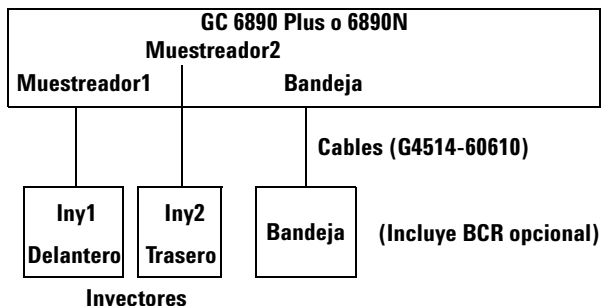 GC 6890 Plus o 6890N
Muestreador2
Muestreador1 Bandeja
Cables (G4514-60610)
Iny1 Iny2
Bandeja (Incluye BCR opcional)
Delantero Trasero
Inyectores